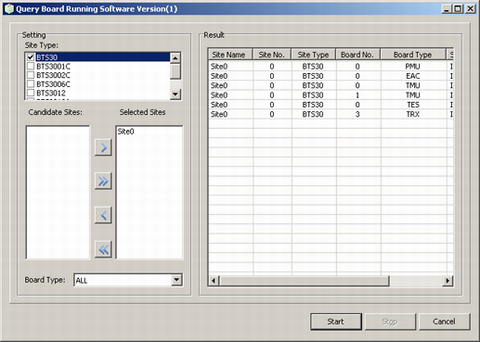 Query Board Running Software Version(1)
Setting
Site Type:
BTS30
BTS3001C
BTS3002C
BTS3006C
BTS3012
Candidate Sites: Selected Sites
Site0
Board Type: ALL
Result
Site Name Site No. Site Type Board No. Board Type S
Site0 0 BTS30 0 PMU I
Site0 0 BTS30 0 EAC I
Site0 0 BTS30 0 TMU I
Site0 0 BTS30 1 TMU I
Site0 0 BTS30 0 TES I
Site0 0 BTS30 3 TRX I
Start Stop Cancel